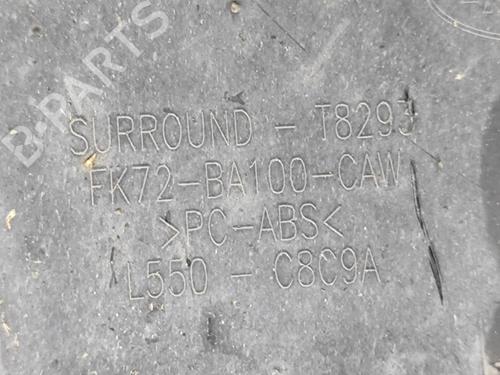 B-PARTS
SURROUND - T8293
FK72-BA100-CAW
>PC-ABS<
L550 - C8C9A